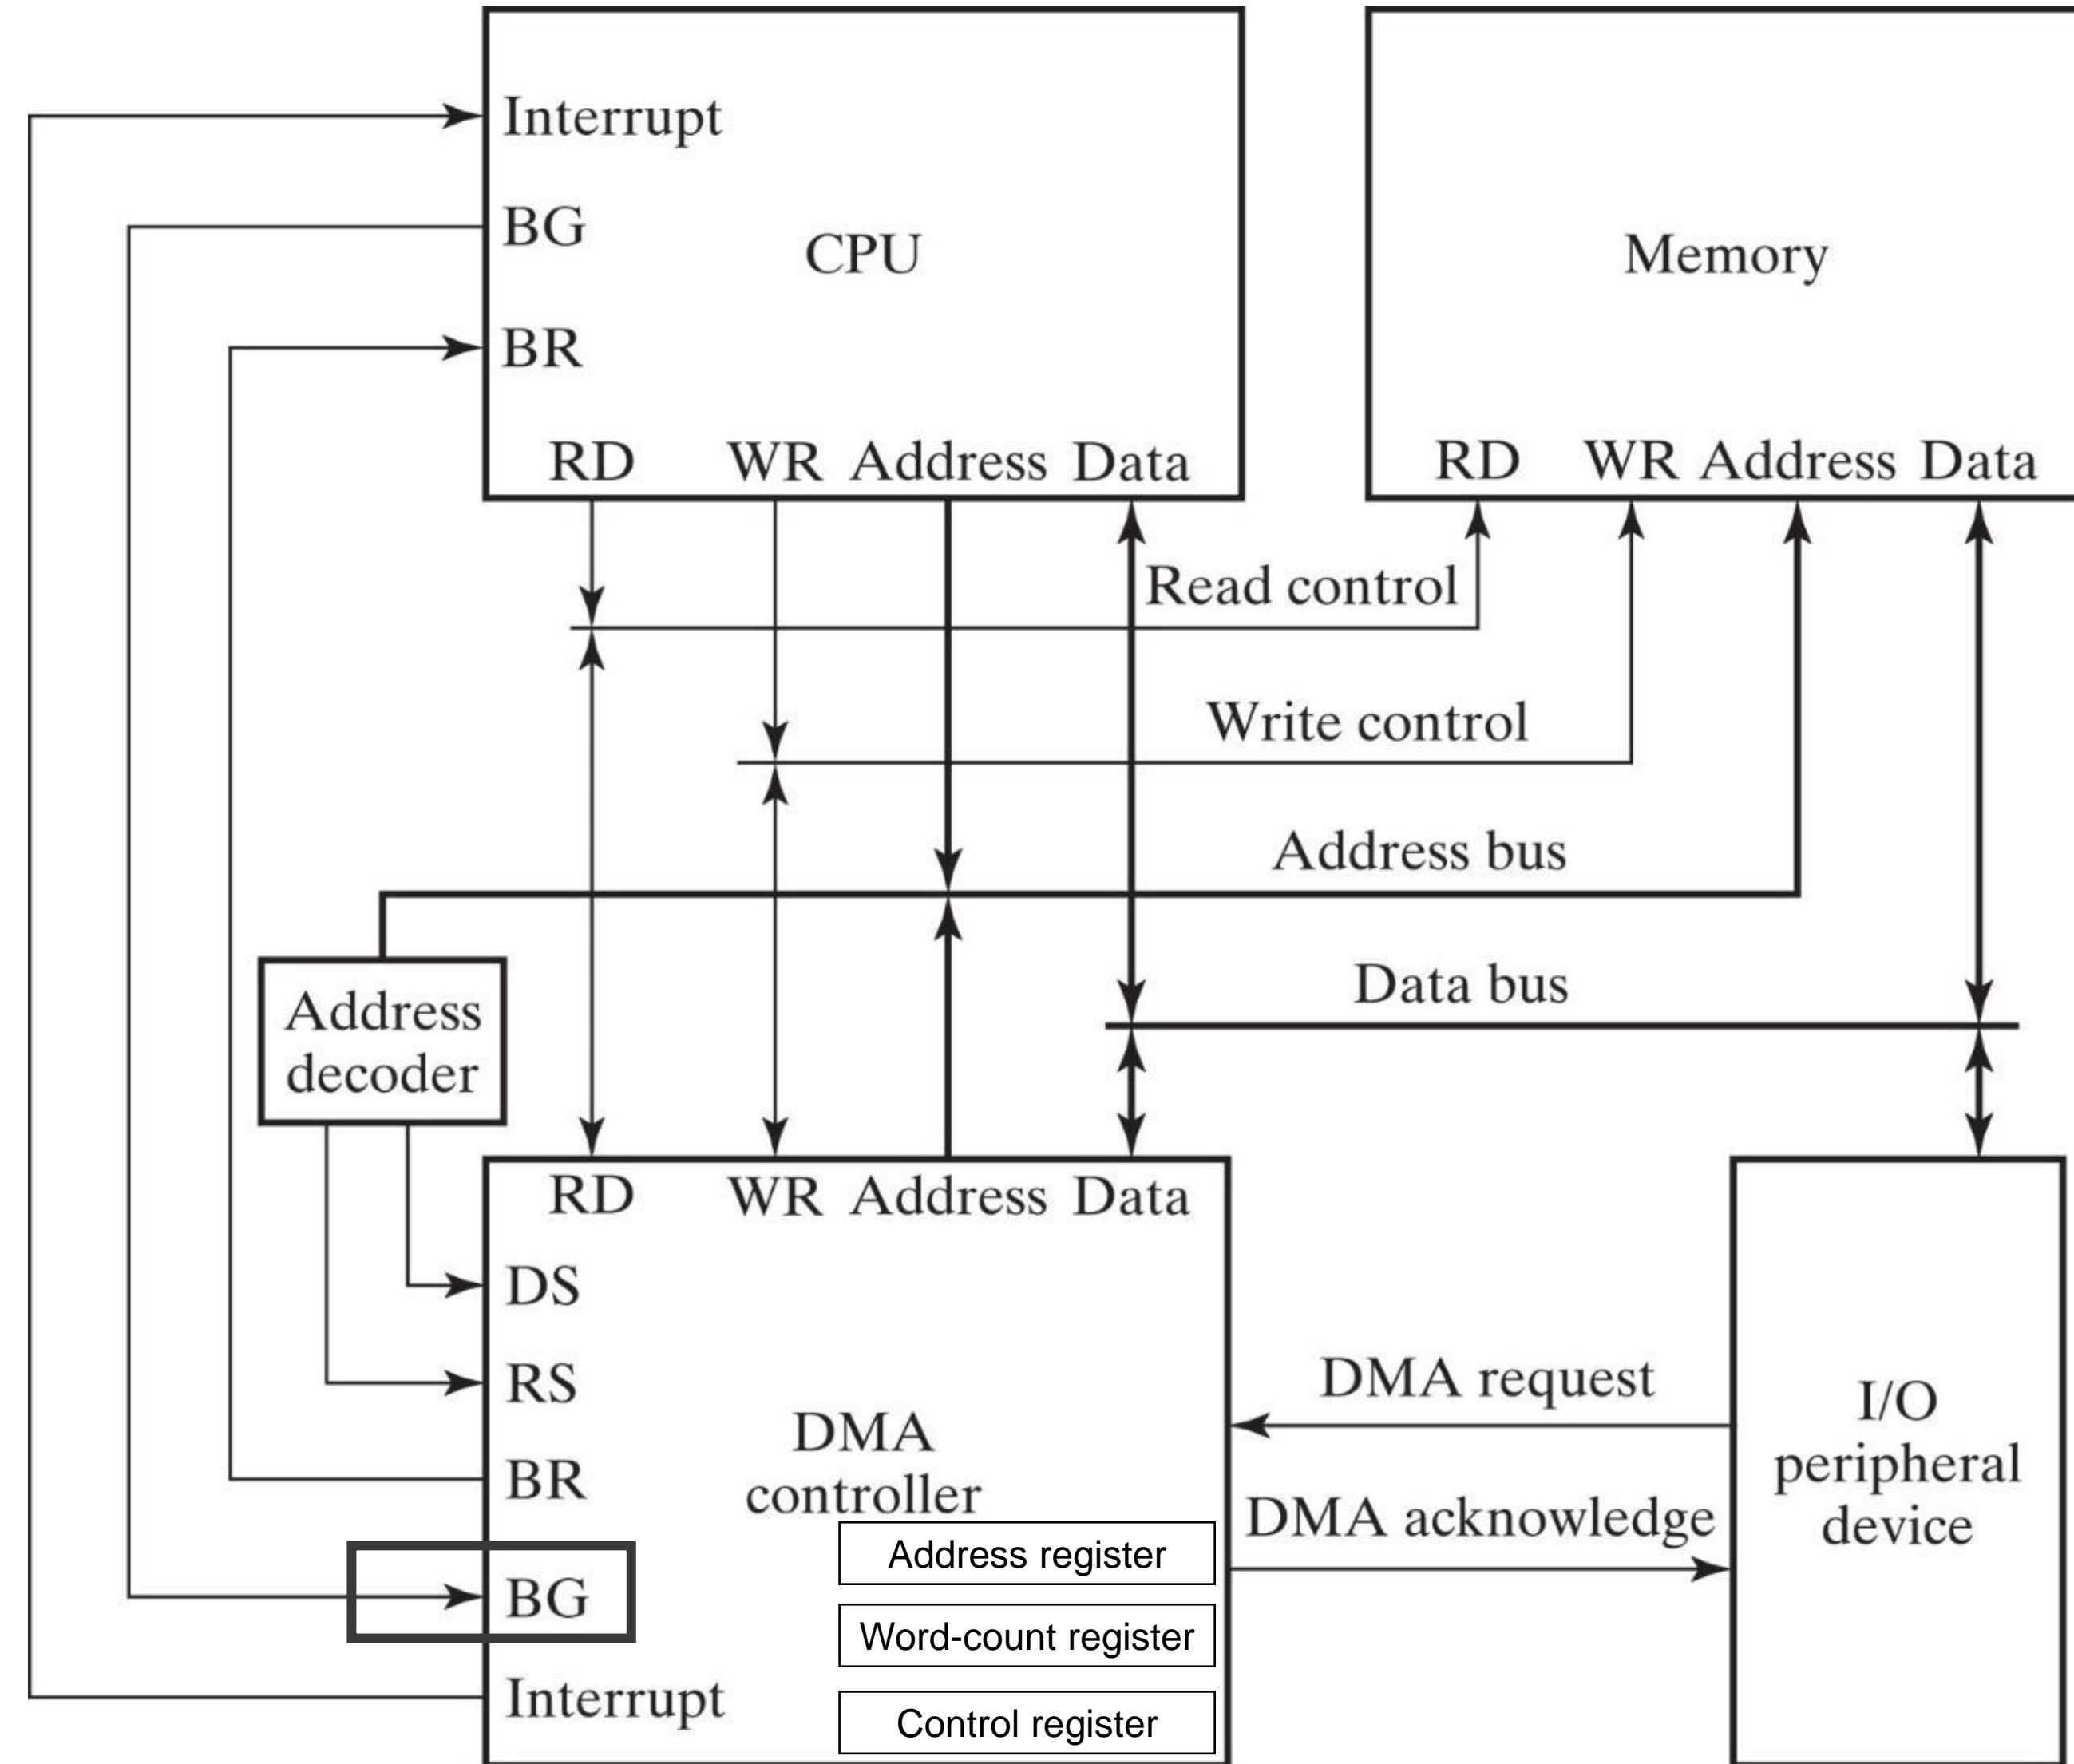 Interrupt
BG
CPU
BR
RD WR Address Data
Memory
RD WR Address Data
Read control
Write control
Address bus
Data bus
Address
decoder
RD WR Address Data
DS
RS
BR
BG
Interrupt
DMA
controller
Address register
Word-count register
Control register
DMA request
DMA acknowledge
I/O
peripheral
device